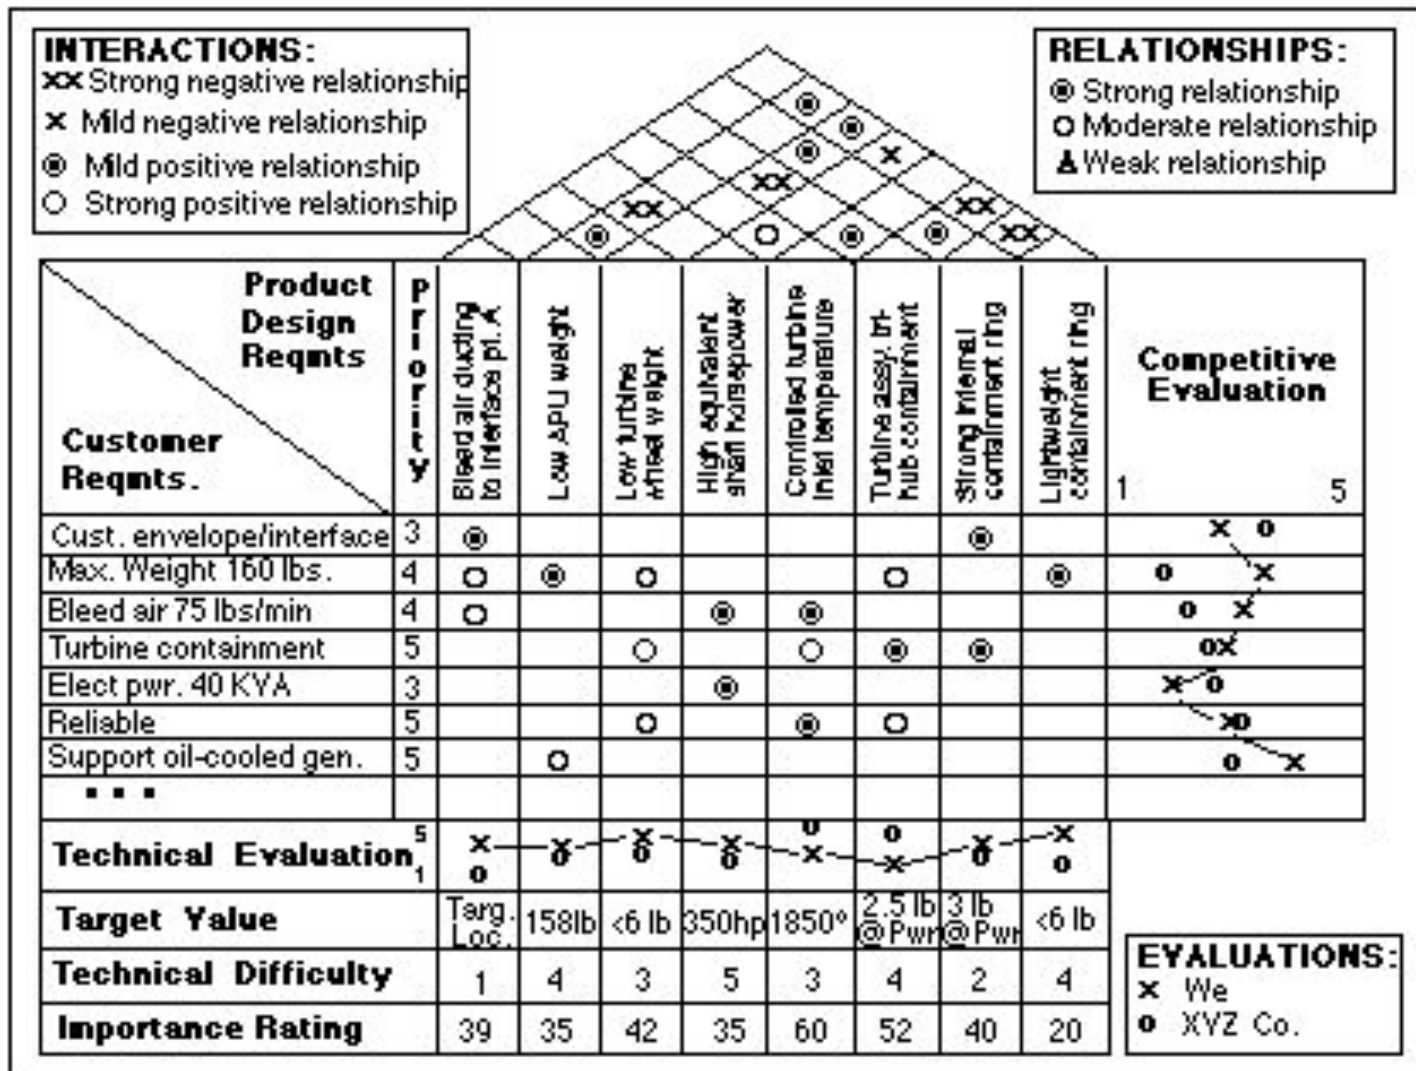 INTERACTIONS:
XX Strong negative relationship
X Mild negative relationship
◉ Mild positive relationship
○ Strong positive relationship
RELATIONSHIPS:
◉ Strong relationship
○ Moderate relationship
▲ Weak relationship
Product
Design
Reqmts
Customer
Reqmts.
Priority
Bleed air ducting
to interface pt. A
Low APU weight
Low turbine
wheel weight
High equivalent
shaft horsepower
Controlled turbine
inlet temperature
Turbine assy. tri-
hub containment
Strong internal
containment ring
Lightweight
containment ring
Competitive
Evaluation
1 5
Cust. envelope/interface 3
Max. Weight 160 lbs. 4
Bleed air 75 lbs/min 4
Turbine containment 5
Elect pwr. 40 KVA 3
Reliable 5
Support oil-cooled gen. 5
...
Technical Evaluation 5 1
Target Value Targ. Loc. 158lb <6 lb 350hp 1850º 2.5 lb @ Pwr 3 lb @ Pwr <6 lb
Technical Difficulty 1 4 3 5 3 4 2 4
Importance Rating 39 35 42 35 60 52 40 20
EVALUATIONS:
X We
o XYZ Co.